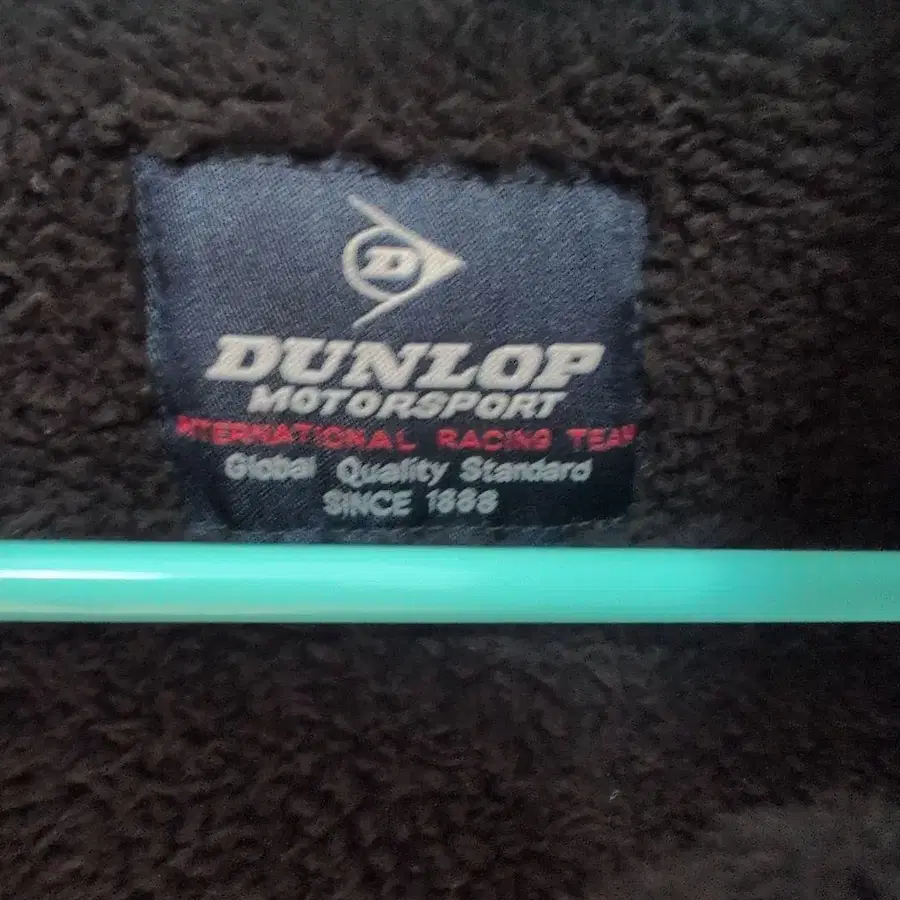 D
DUNLOP
MOTORSPORT
INTERNATIONAL RACING TEAM
Global Quality Standard
SINCE 1888